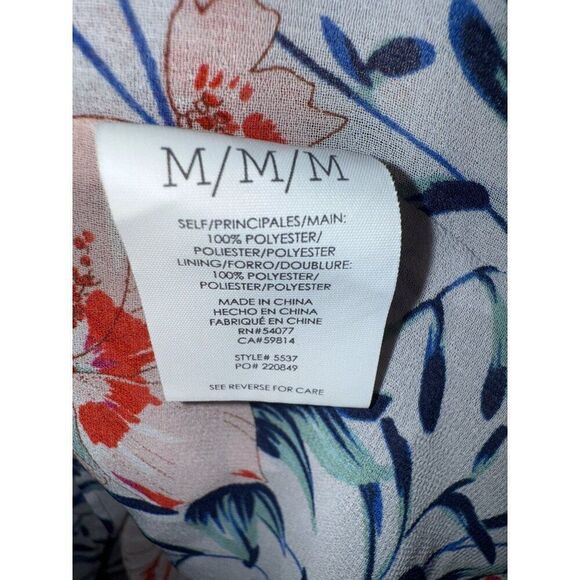 M/M/M
SELF/PRINCIPALES/MAIN:
100% POLYESTER/
POLIESTER/POLYESTER
LINING/FORRO/DOUBLURE:
100% POLYESTER/
POLIESTER/POLYESTER
MADE IN CHINA
HECHO EN CHINA
FABRIQUÉ EN CHINE
RN#54077
CA#59814
STYLE# 5537
PO# 220849
SEE REVERSE FOR CARE